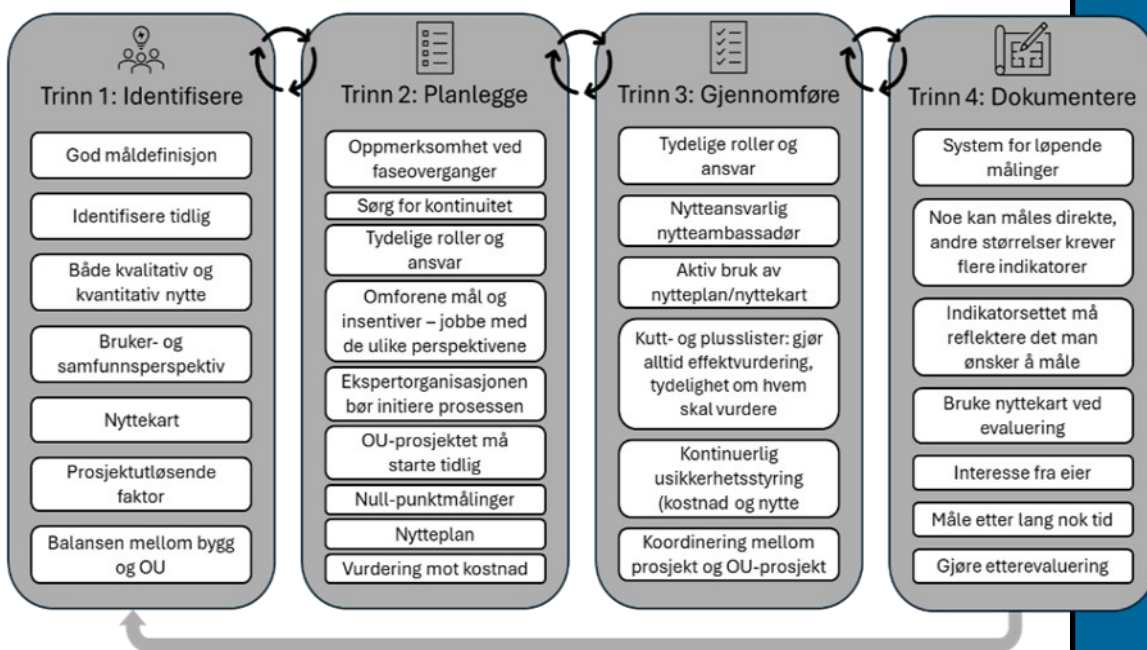 Trinn 1: Identifisere
God måldefinisjon
Identifisere tidlig
Både kvalitativ og
kvantitativ nytte
Bruker- og
samfunnsperspektiv
Nyttekart
Prosjektutløsende
faktor
Balansen mellom bygg
og OU
Trinn 2: Planlegge
Oppmerksomhet ved
faseoverganger
Sørg for kontinuitet
Tydelige roller og
ansvar
Omforene mål og
insentiver – jobbe med
de ulike perspektivene
Ekspertorganisasjonen
bør initiere prosessen
OU-prosjektet må
starte tidlig
Null-punktmålinger
Nytteplan
Vurdering mot kostnad
Trinn 3: Gjennomføre
Tydelige roller og
ansvar
Nytteansvarlig
nytteambassadør
Aktiv bruk av
nytteplan/nyttekart
Kutt- og plusslister: gjør
alltid effektvurdering,
tydelighet om hvem
skal vurdere
Kontinuerlig
usikkerhetsstyring
(kostnad og nytte
Koordinering mellom
prosjekt og OU-prosjekt
Trinn 4: Dokumentere
System for løpende
målinger
Noe kan måles direkte,
andre størrelser krever
flere indikatorer
Indikatorsettet må
reflektere det man
ønsker å måle
Bruke nyttekart ved
evaluering
Interesse fra eier
Måle etter lang nok tid
Gjøre etterevaluering